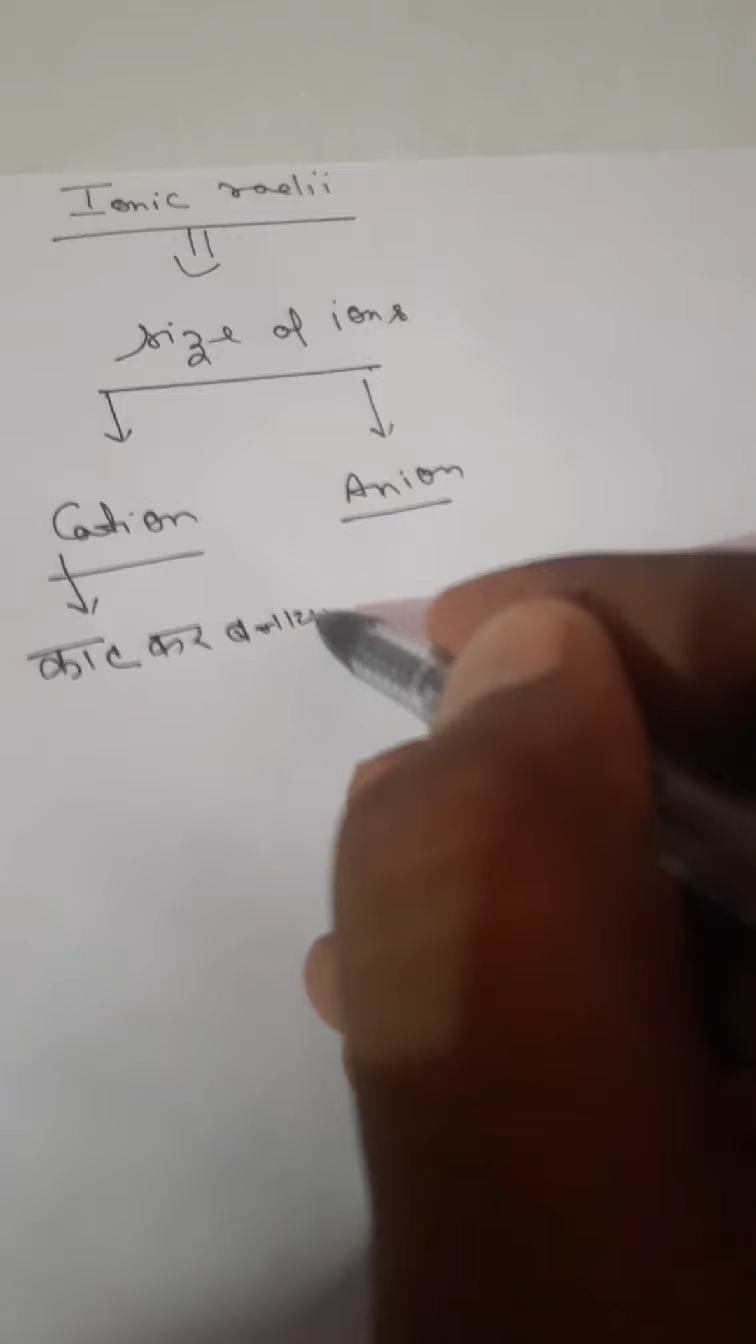 Ionic radii
size of ions
Cation Anion
काट कर